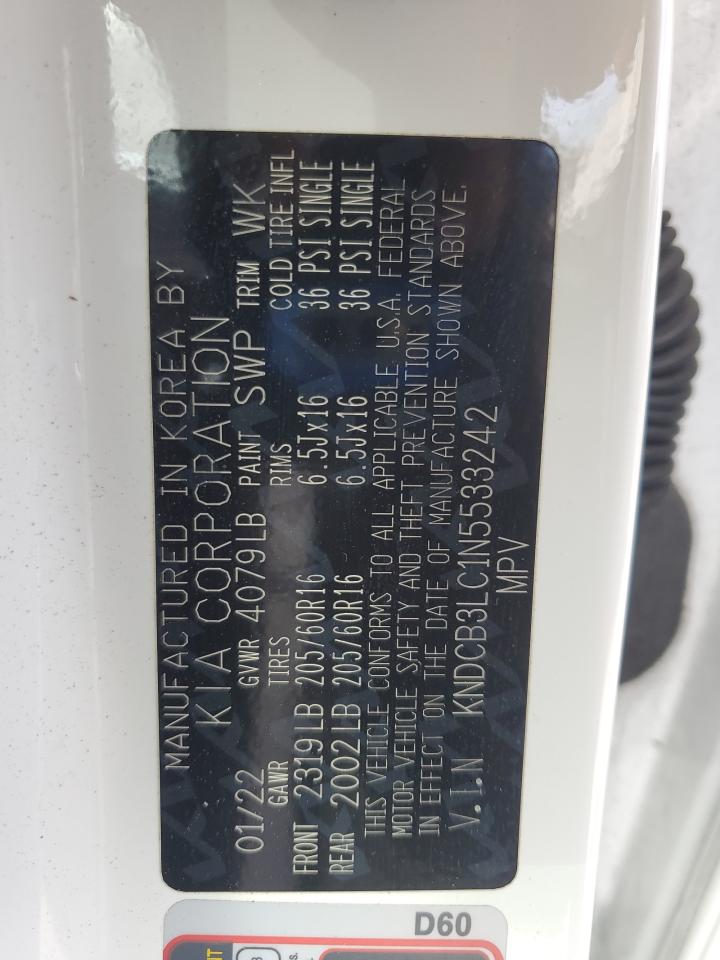 MANUFACTURED IN KOREA BY
KIA CORPORATION
01/22 GVWR 4079LB PAINT SWP TRIM WK
GAWR TIRES RIMS COLD TIRE INFL
FRONT 2319LB 205/60R16 6.5Jx16 36 PSI SINGLE
REAR 2002LB 205/60R16 6.5Jx16 36 PSI SINGLE
THIS VEHICLE CONFORMS TO ALL APPLICABLE U.S.A. FEDERAL
MOTOR VEHICLE SAFETY AND THEFT PREVENTION STANDARDS
IN EFFECT ON THE DATE OF MANUFACTURE SHOWN ABOVE.
V.I.N KNDCB3LC1N5533242
MPV
D60